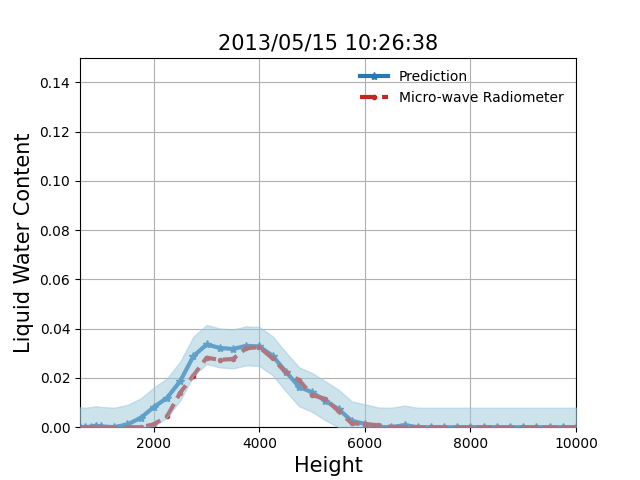 2013/05/15 10:26:38
Prediction
Micro-wave Radiometer
0.14
0.12
0.10
0.08
0.06
0.04
0.02
0.00
Liquid Water Content
2000 4000 6000 8000 10000
Height